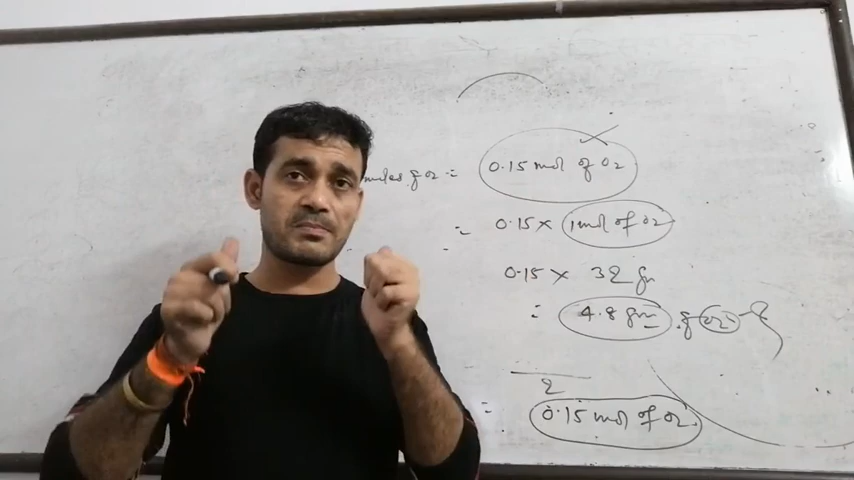 moles of O2 = 0.15 mol of O2
= 0.15 × 1 mol of O2
0.15 × 32 gm
= 4.8 gm of O2
2
= 0.15 mol of O2